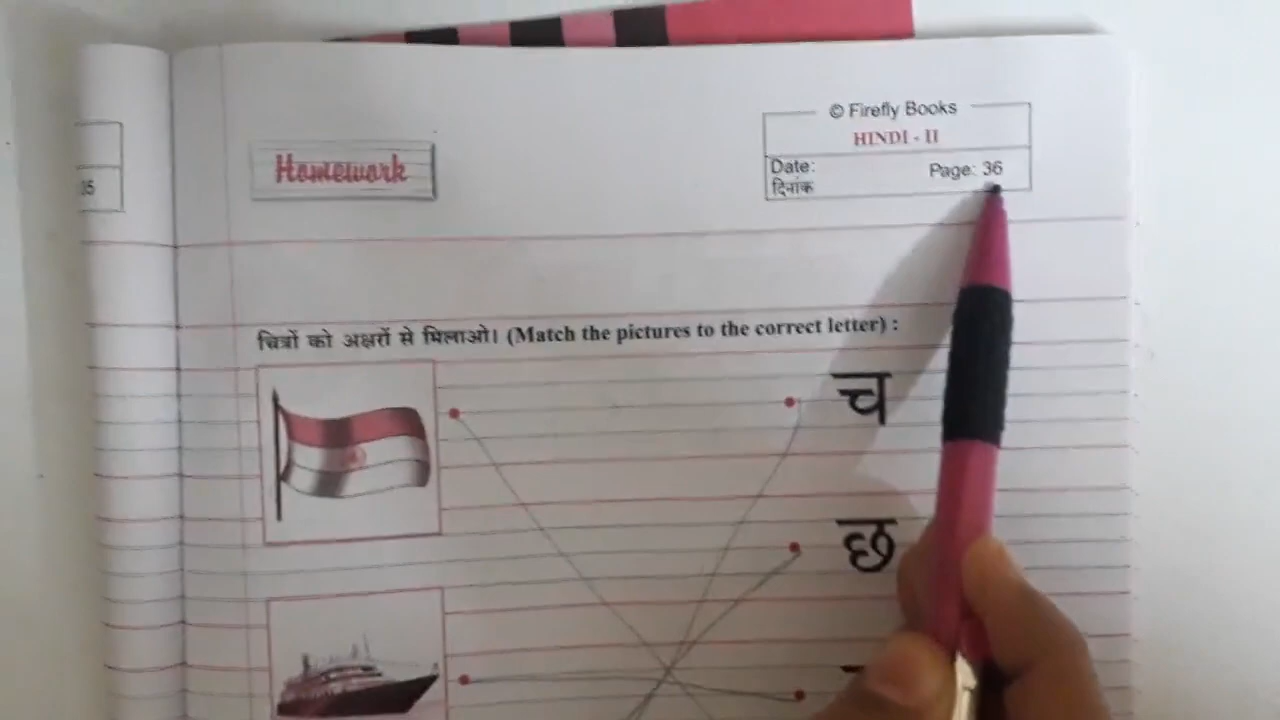 © Firefly Books
HINDI - II
Homework
Date:
Page: 36
दिनांक
चित्रों को अक्षरों से मिलाओ। (Match the pictures to the correct letter) :
च
छ